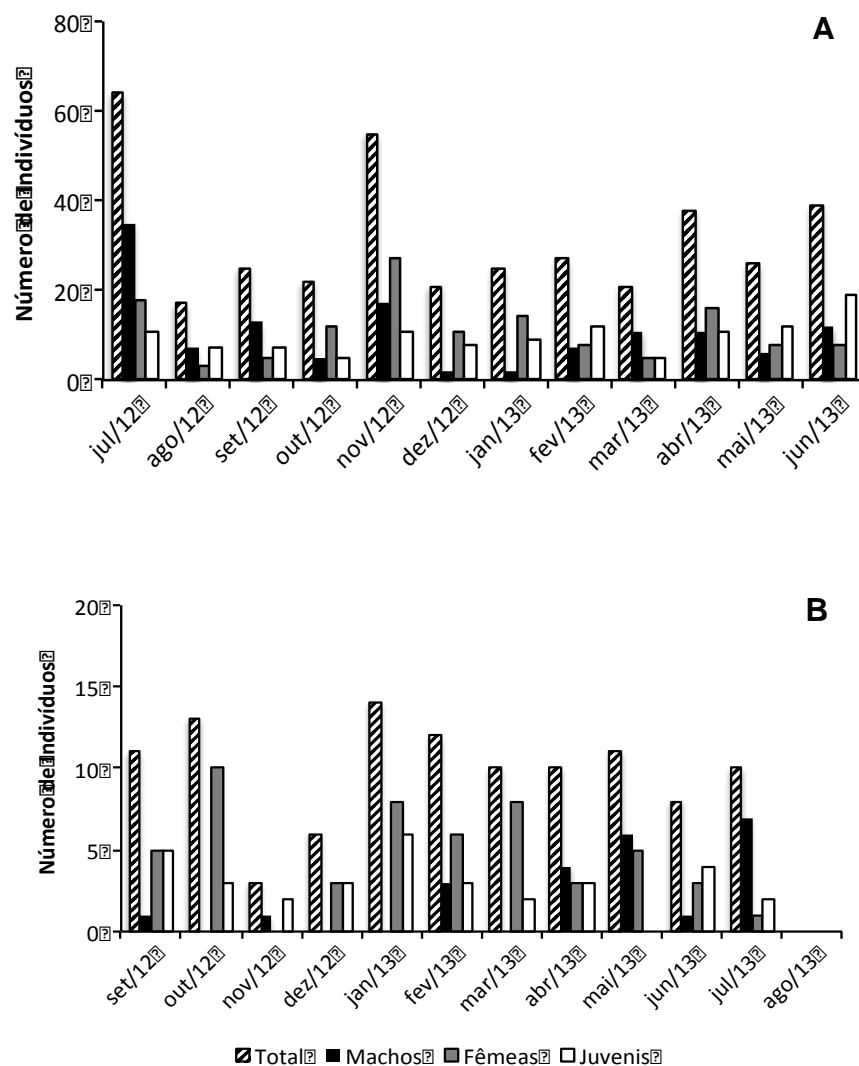 A
Número de Indivíduos
80
60
40
20
0
jul/12
ago/12
set/12
out/12
nov/12
dez/12
jan/13
fev/13
mar/13
abr/13
mai/13
jun/13
B
Número de Indivíduos
20
15
10
5
0
set/12
out/12
nov/12
dez/12
jan/13
fev/13
mar/13
abr/13
mai/13
jun/13
jul/13
ago/13
Total Machos Fêmeas Juvenis